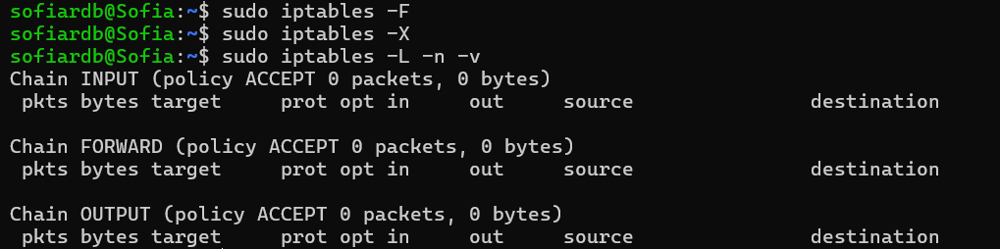 sofiardb@Sofia:~$ sudo iptables -F
sofiardb@Sofia:~$ sudo iptables -X
sofiardb@Sofia:~$ sudo iptables -L -n -v
Chain INPUT (policy ACCEPT 0 packets, 0 bytes)
 pkts bytes target     prot opt in     out     source               destination

Chain FORWARD (policy ACCEPT 0 packets, 0 bytes)
 pkts bytes target     prot opt in     out     source               destination

Chain OUTPUT (policy ACCEPT 0 packets, 0 bytes)
 pkts bytes target     prot opt in     out     source               destination